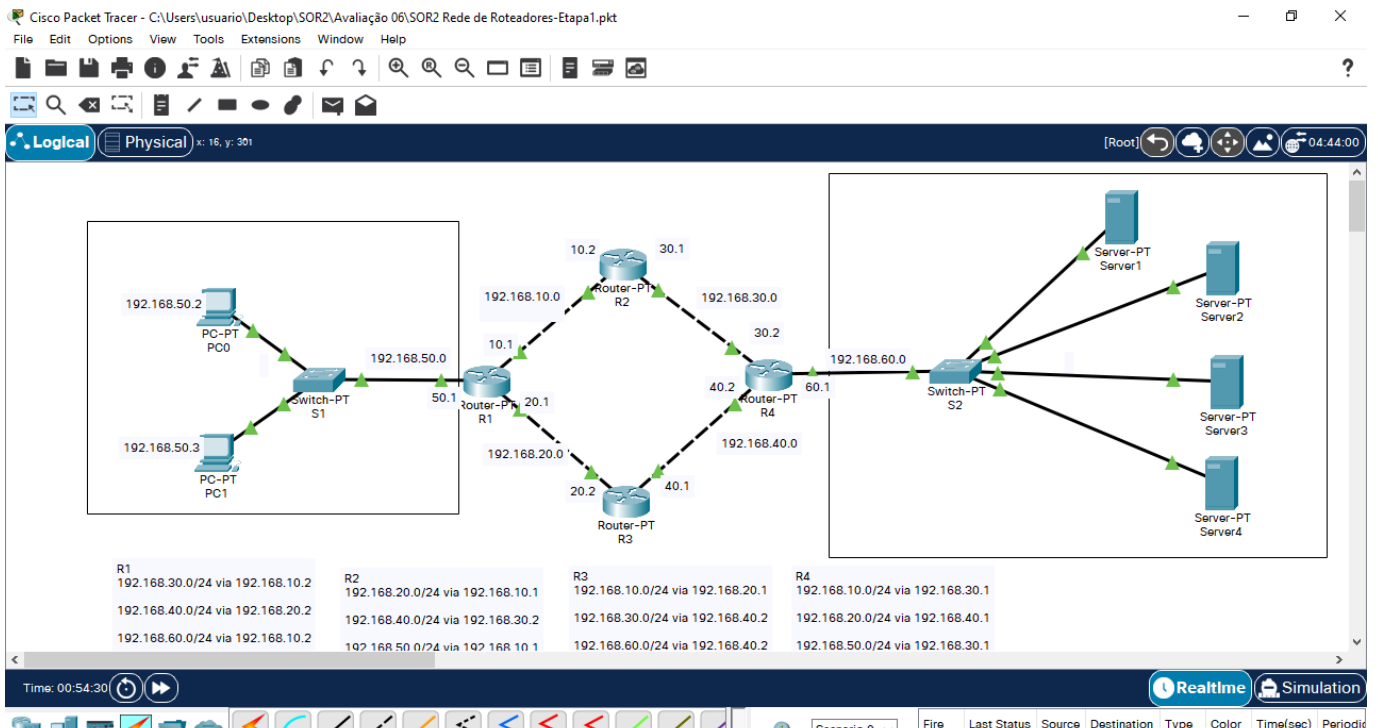 Cisco Packet Tracer - C:\Users\usuario\Desktop\SOR2\Avaliação 06\SOR2 Rede de Roteadores-Etapa1.pkt
File Edit Options View Tools Extensions Window Help
Logical Physical x: 16, y: 301 [Root] 04:44:00
Server-PT
Server1
10.2 30.1
192.168.50.2
192.168.10.0
Router-PT
R2
192.168.30.0
Server-PT
Server2
PC-PT
PC0
10.1
30.2
192.168.50.0
192.168.60.0
Switch-PT
S1
50.1
Router-PT
R1
20.1
40.2
Router-PT
R4
60.1
Switch-PT
S2
Server-PT
Server3
192.168.50.3
192.168.20.0
192.168.40.0
PC-PT
PC1
20.2 40.1
Router-PT
R3
Server-PT
Server4
R1
192.168.30.0/24 via 192.168.10.2
192.168.40.0/24 via 192.168.20.2
192.168.60.0/24 via 192.168.10.2
R2
192.168.20.0/24 via 192.168.10.1
192.168.40.0/24 via 192.168.30.2
192.168.50.0/24 via 192.168.10.1
R3
192.168.10.0/24 via 192.168.20.1
192.168.30.0/24 via 192.168.40.2
192.168.60.0/24 via 192.168.40.2
R4
192.168.10.0/24 via 192.168.30.1
192.168.20.0/24 via 192.168.40.1
192.168.50.0/24 via 192.168.30.1
Time: 00:54:30 Realtime Simulation
Scenario 0 Fire Last Status Source Destination Type Color Time(sec) Periodic